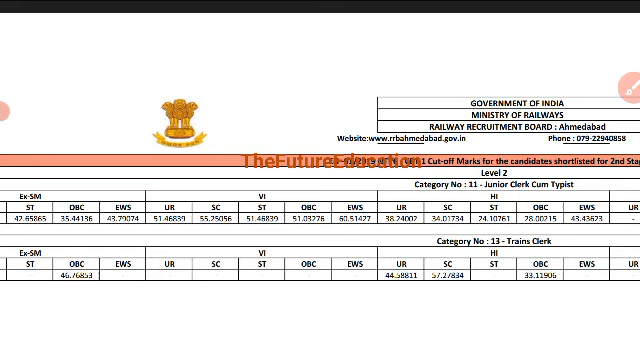 GOVERNMENT OF INDIA
MINISTRY OF RAILWAYS
RAILWAY RECRUITMENT BOARD : Ahmedabad
Website:www.rrbahmedabad.gov.in Phone : 079-22940858
TheFutureEducation
1 Cut-off Marks for the candidates shortlisted for 2nd Stag
Level 2
Category No : 11 - Junior Clerk Cum Typist
Ex-SM VI HI
ST OBC EWS UR SC ST OBC EWS UR SC ST OBC EWS UR
42.65865 35.44136 43.79074 51.46839 55.25056 51.46839 51.03276 60.51427 38.24002 34.01734 24.10761 28.00215 43.43623 -
Category No : 13 - Trains Clerk
Ex-SM VI HI
ST OBC EWS UR SC ST OBC EWS UR SC ST OBC EWS UR
46.76853 44.58811 57.27834 33.11906 -